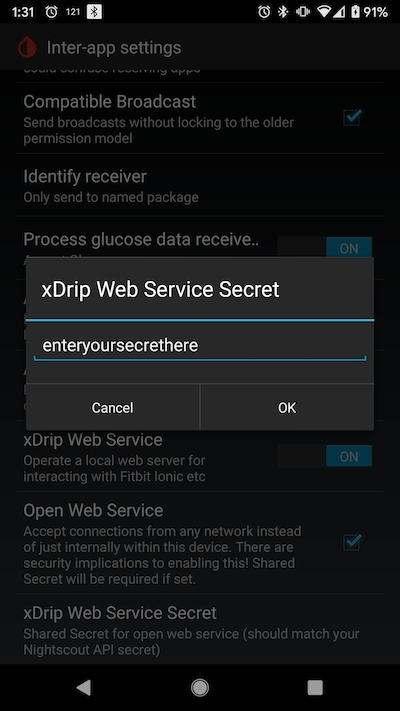 1:31 121 91%
Inter-app settings
could confuse receiving apps
Compatible Broadcast
Send broadcasts without locking to the older
permission model
Identify receiver
Only send to named package
Process glucose data receive.. ON
xDrip Web Service Secret
enteryoursecrethere
Cancel OK
xDrip Web Service
Operate a local web server for
interacting with Fitbit Ionic etc
ON
Open Web Service
Accept connections from any network instead
of just internally within this device. There are
security implications to enabling this! Shared
Secret will be required if set.
xDrip Web Service Secret
Shared Secret for open web service (should match your
Nightscout API secret)